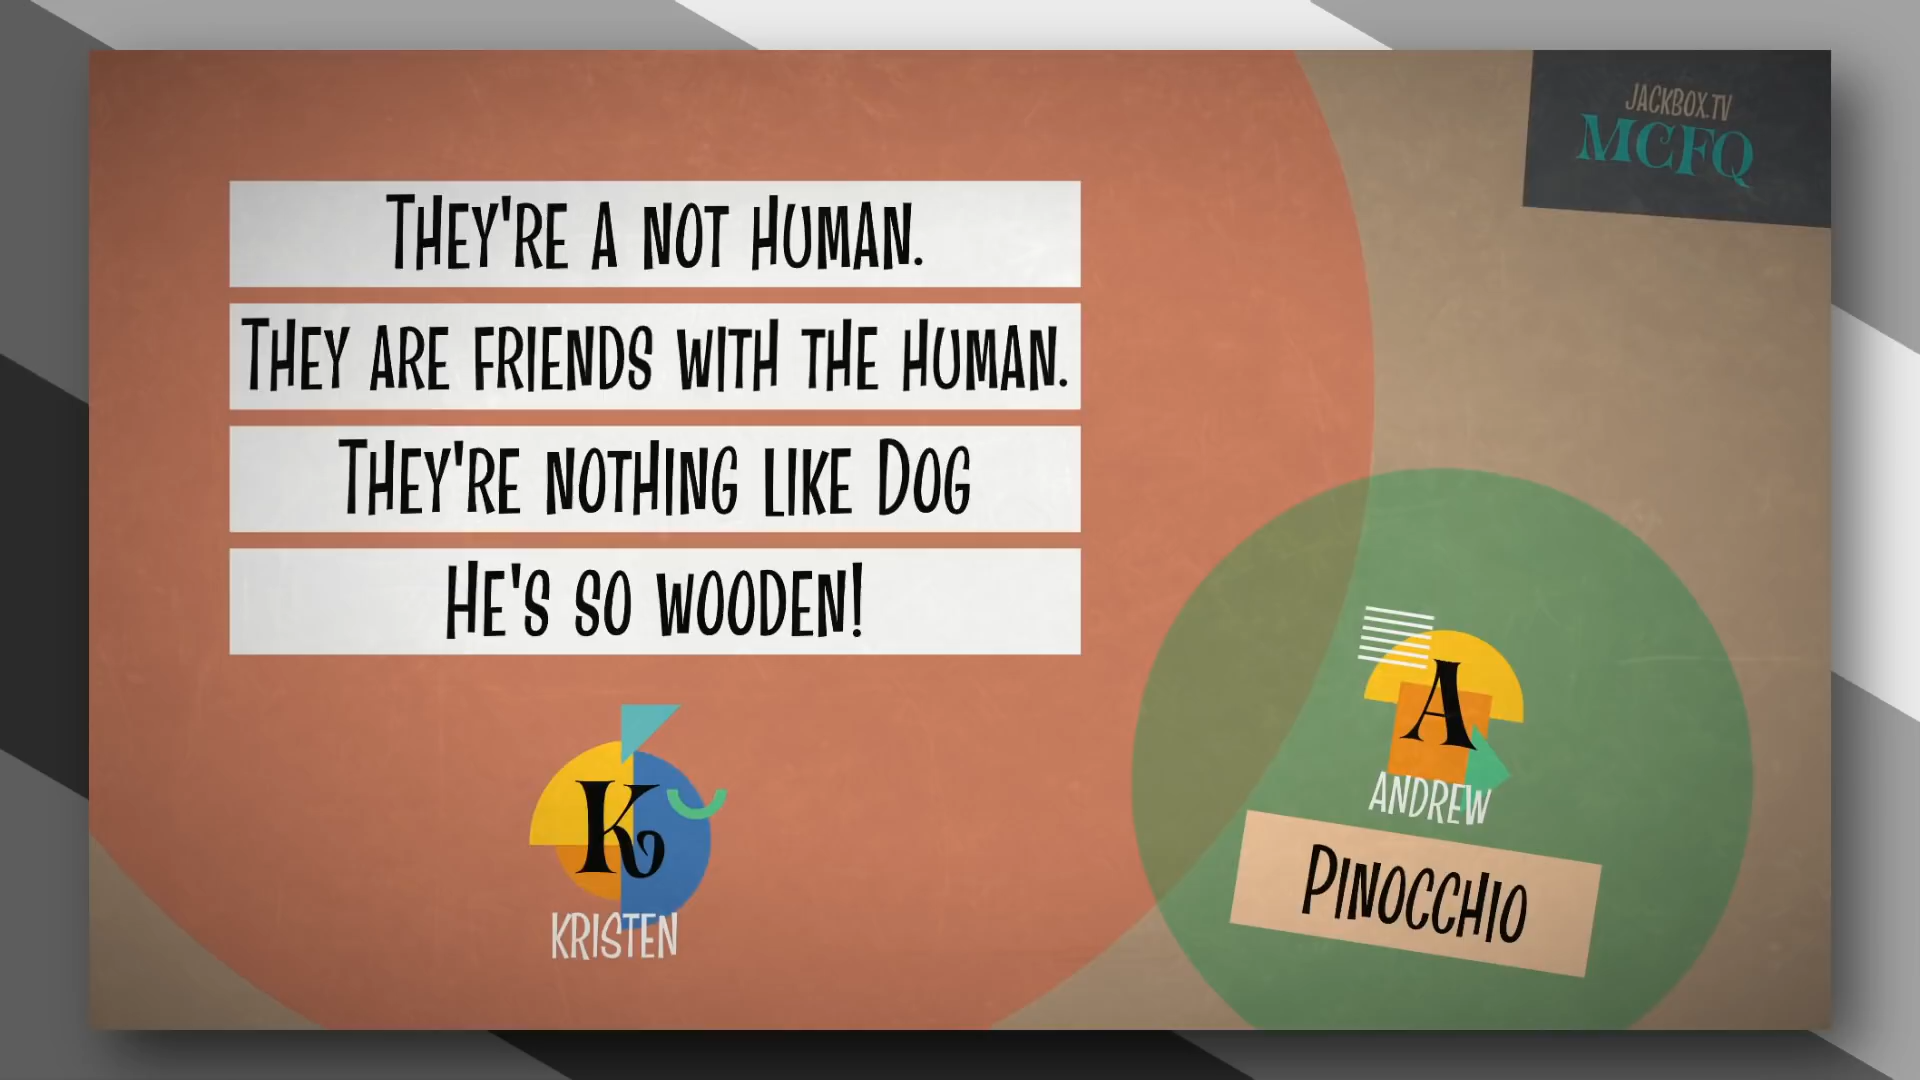 JACKBOX.TV
MCFQ
THEY'RE A NOT HUMAN.
THEY ARE FRIENDS WITH THE HUMAN.
THEY'RE NOTHING LIKE DOG
HE'S SO WOODEN!
K
KRISTEN
A
ANDREW
PINOCCHIO